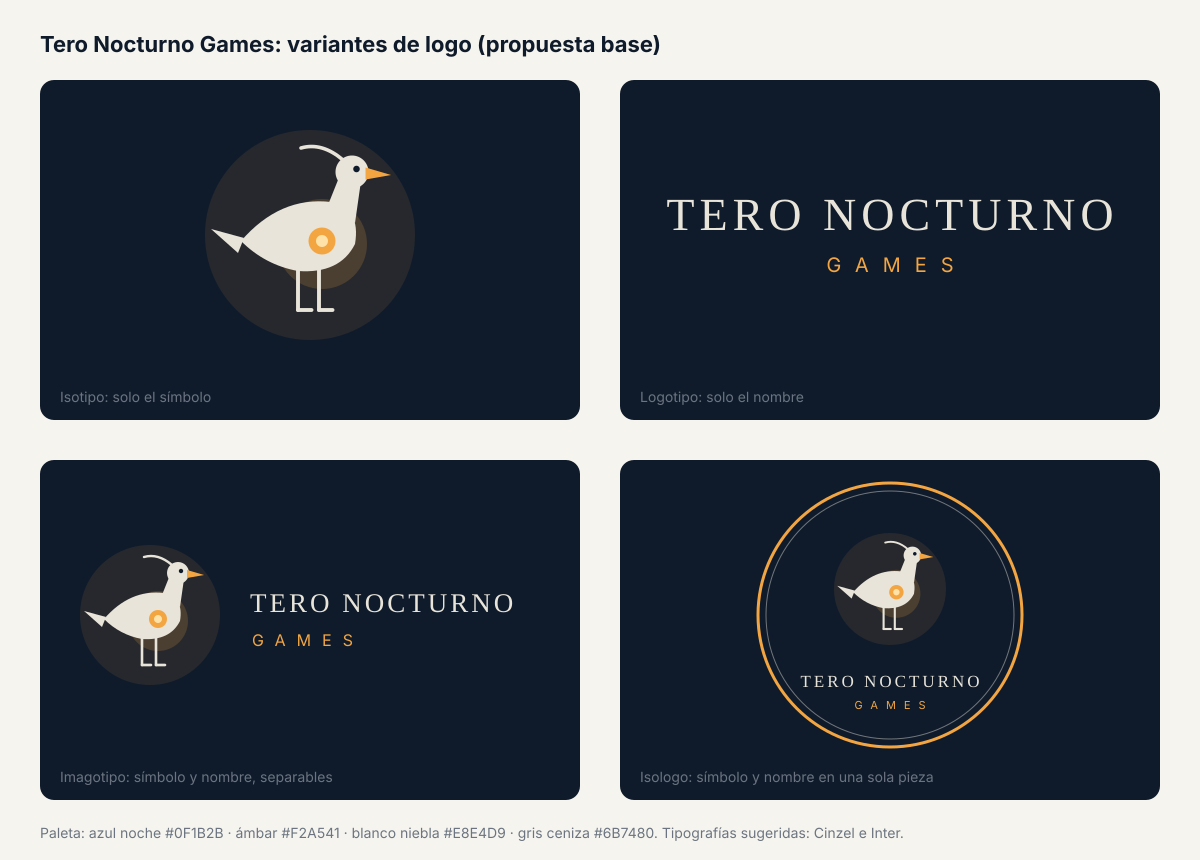 Tero Nocturno Games: variantes de logo (propuesta base)
Isotipo: solo el símbolo
TERO NOCTURNO
GAMES
Logotipo: solo el nombre
TERO NOCTURNO
GAMES
Imagotipo: símbolo y nombre, separables
TERO NOCTURNO
GAMES
Isologo: símbolo y nombre en una sola pieza
Paleta: azul noche #0F1B2B · ámbar #F2A541 · blanco niebla #E8E4D9 · gris ceniza #6B7480. Tipografías sugeridas: Cinzel e Inter.